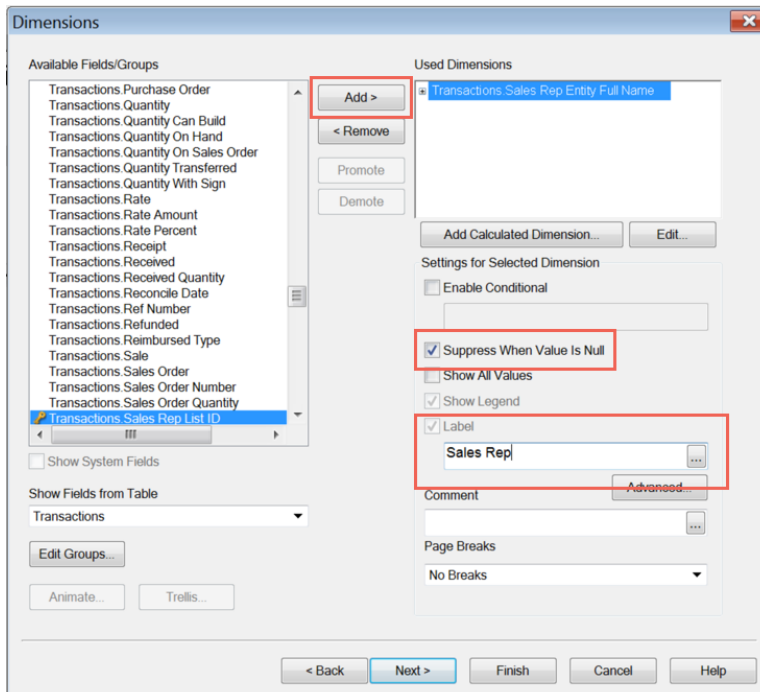 Dimensions
Available Fields/Groups
Transactions.Purchase Order
Transactions.Quantity
Transactions.Quantity Can Build
Transactions.Quantity On Hand
Transactions.Quantity On Sales Order
Transactions.Quantity Transferred
Transactions.Quantity With Sign
Transactions.Rate
Transactions.Rate Amount
Transactions.Rate Percent
Transactions.Receipt
Transactions.Received
Transactions.Received Quantity
Transactions.Reconcile Date
Transactions.Ref Number
Transactions.Refunded
Transactions.Reimbursed Type
Transactions.Sale
Transactions.Sales Order
Transactions.Sales Order Number
Transactions.Sales Order Quantity
Transactions.Sales Rep List ID
Show System Fields
Show Fields from Table
Transactions
Edit Groups...
Animate...
Trellis...
Add >
< Remove
Promote
Demote
Used Dimensions
Transactions.Sales Rep Entity Full Name
Add Calculated Dimension...
Edit...
Settings for Selected Dimension
Enable Conditional
Suppress When Value Is Null
Show All Values
Show Legend
Label
Sales Rep
...
Advanced...
Comment
...
Page Breaks
No Breaks
< Back
Next >
Finish
Cancel
Help